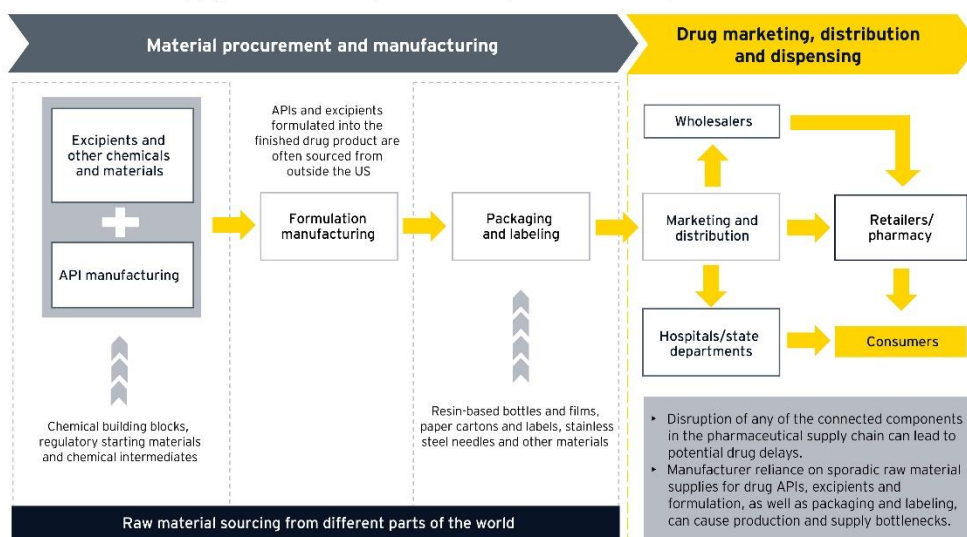 Material procurement and manufacturing
Drug marketing, distribution
and dispensing
Excipients and
other chemicals
and materials
API manufacturing
Chemical building blocks,
regulatory starting materials
and chemical intermediates
APIs and excipients
formulated into the
finished drug product are
often sourced from
outside the US
Formulation
manufacturing
Packaging
and labeling
Resin-based bottles and films,
paper cartons and labels, stainless
steel needles and other materials
Raw material sourcing from different parts of the world
Wholesalers
Marketing and
distribution
Retailers/
pharmacy
Hospitals/state
departments
Consumers
‣ Disruption of any of the connected components
in the pharmaceutical supply chain can lead to
potential drug delays.
‣ Manufacturer reliance on sporadic raw material
supplies for drug APIs, excipients and
formulation, as well as packaging and labeling,
can cause production and supply bottlenecks.